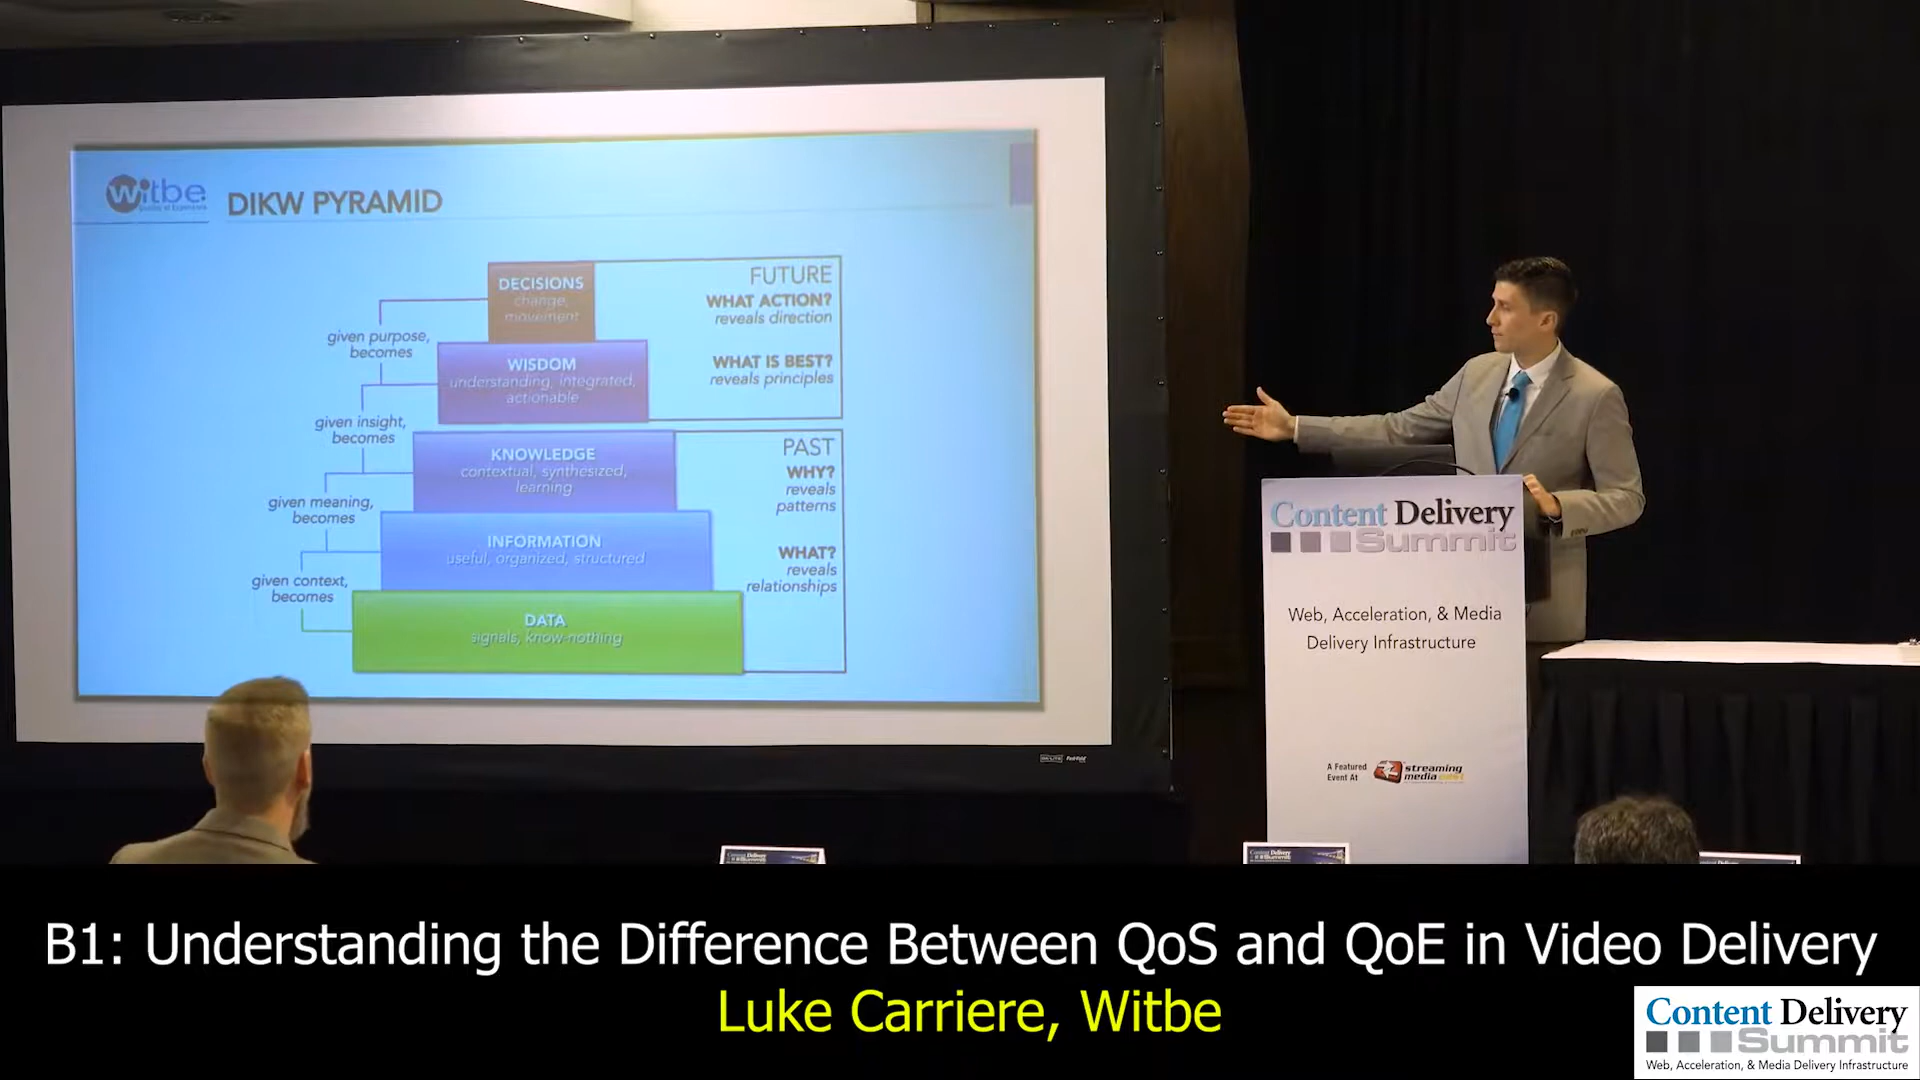 witbe
DIKW PYRAMID
DECISIONS
change,
movement
FUTURE
WHAT ACTION?
reveals direction
WHAT IS BEST?
reveals principles
given purpose,
becomes
WISDOM
understanding, integrated,
actionable
given insight,
becomes
KNOWLEDGE
contextual, synthesized,
learning
PAST
WHY?
reveals
patterns
WHAT?
reveals
relationships
given meaning,
becomes
INFORMATION
useful, organized, structured
given context,
becomes
DATA
signals, know-nothing
Content Delivery
Summit
Web, Acceleration, & Media
Delivery Infrastructure
A Featured
Event At
streaming
media east
B1: Understanding the Difference Between QoS and QoE in Video Delivery
Luke Carriere, Witbe
Content Delivery
Summit
Web, Acceleration, & Media Delivery Infrastructure